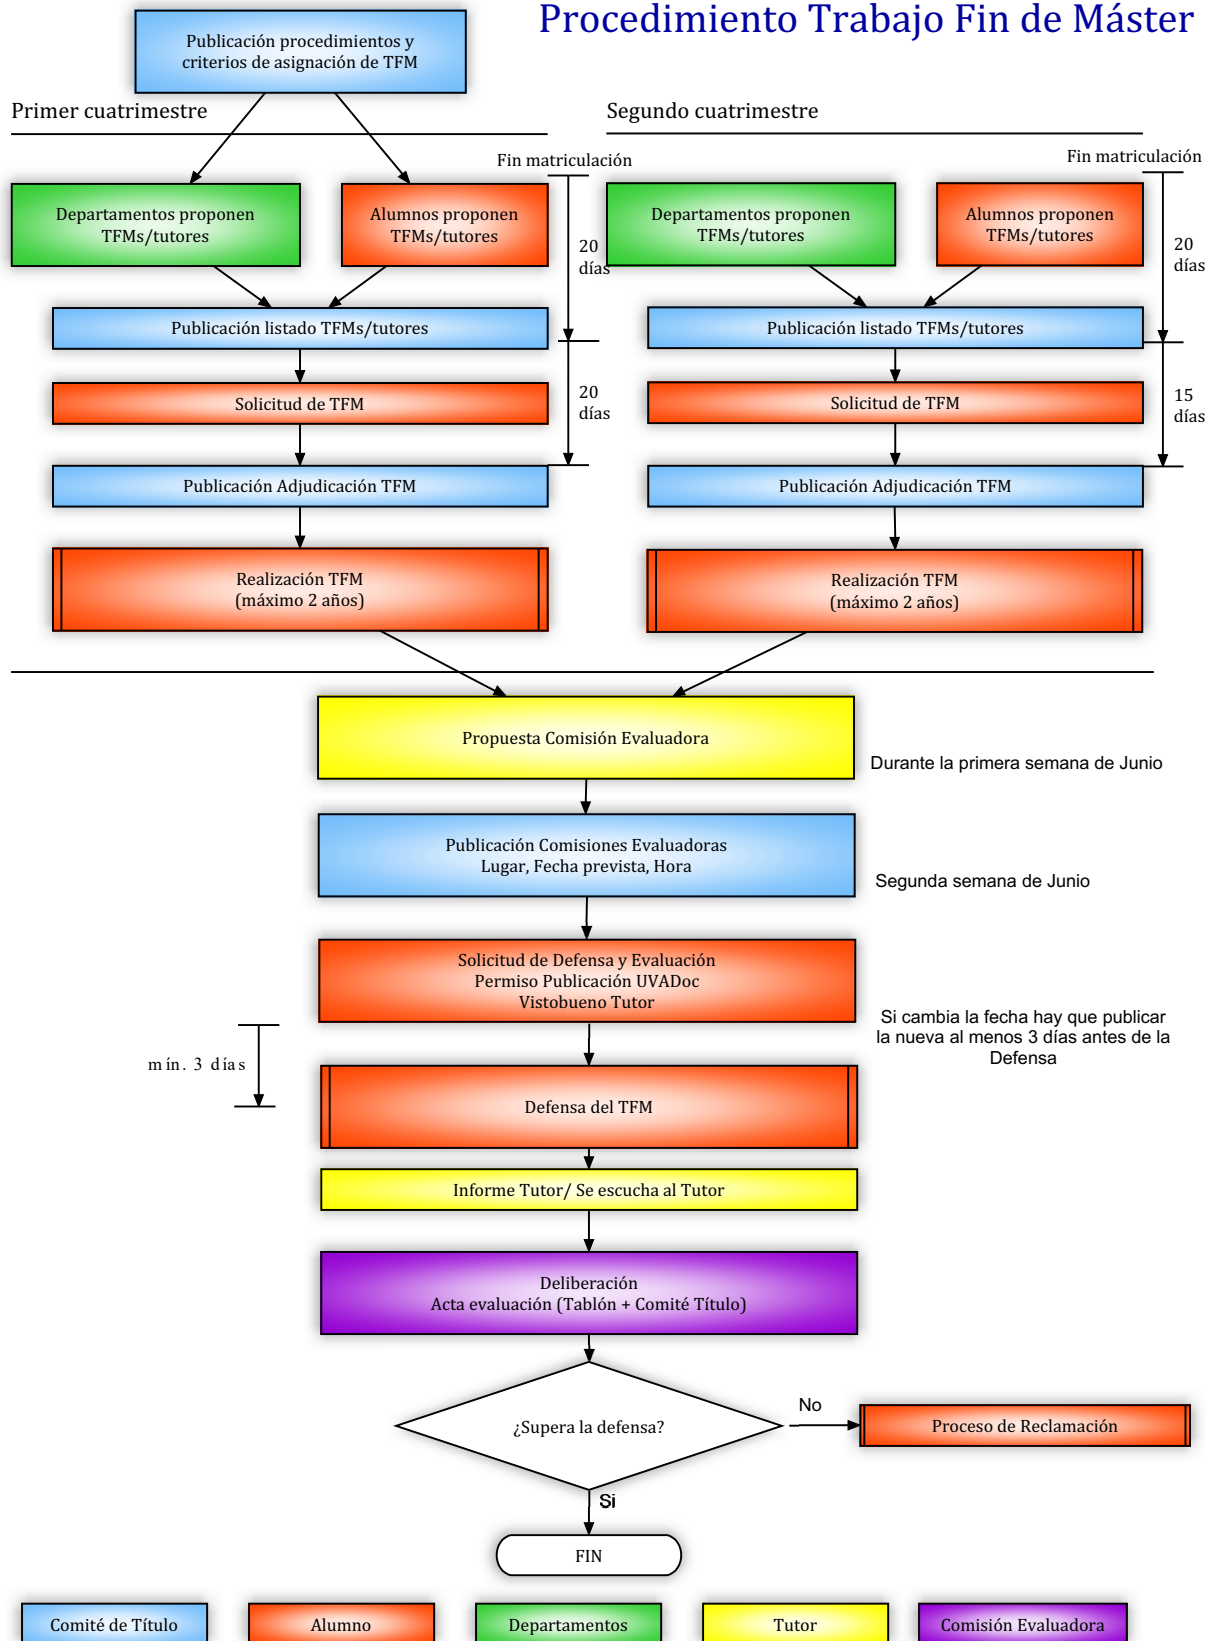 Procedimiento Trabajo Fin de Máster
Publicación procedimientos y
criterios de asignación de TFM
Primer cuatrimestre
Fin matriculación
Departamentos proponen
TFMs/tutores
Alumnos proponen
TFMs/tutores
20
días
Publicación listado TFMs/tutores
Solicitud de TFM
20
días
Publicación Adjudicación TFM
Realización TFM
(máximo 2 años)
Segundo cuatrimestre
Fin matriculación
Departamentos proponen
TFMs/tutores
Alumnos proponen
TFMs/tutores
20
días
Publicación listado TFMs/tutores
Solicitud de TFM
15
días
Publicación Adjudicación TFM
Realización TFM
(máximo 2 años)
Propuesta Comisión Evaluadora
Durante la primera semana de Junio
Publicación Comisiones Evaluadoras
Lugar, Fecha prevista, Hora
Segunda semana de Junio
Solicitud de Defensa y Evaluación
Permiso Publicación UVADoc
Vistobueno Tutor
Si cambia la fecha hay que publicar
la nueva al menos 3 días antes de la
Defensa
mín. 3 días
Defensa del TFM
Informe Tutor/ Se escucha al Tutor
Deliberación
Acta evaluación (Tablón + Comité Título)
¿Supera la defensa?
No
Proceso de Reclamación
Si
FIN
Comité de Título
Alumno
Departamentos
Tutor
Comisión Evaluadora